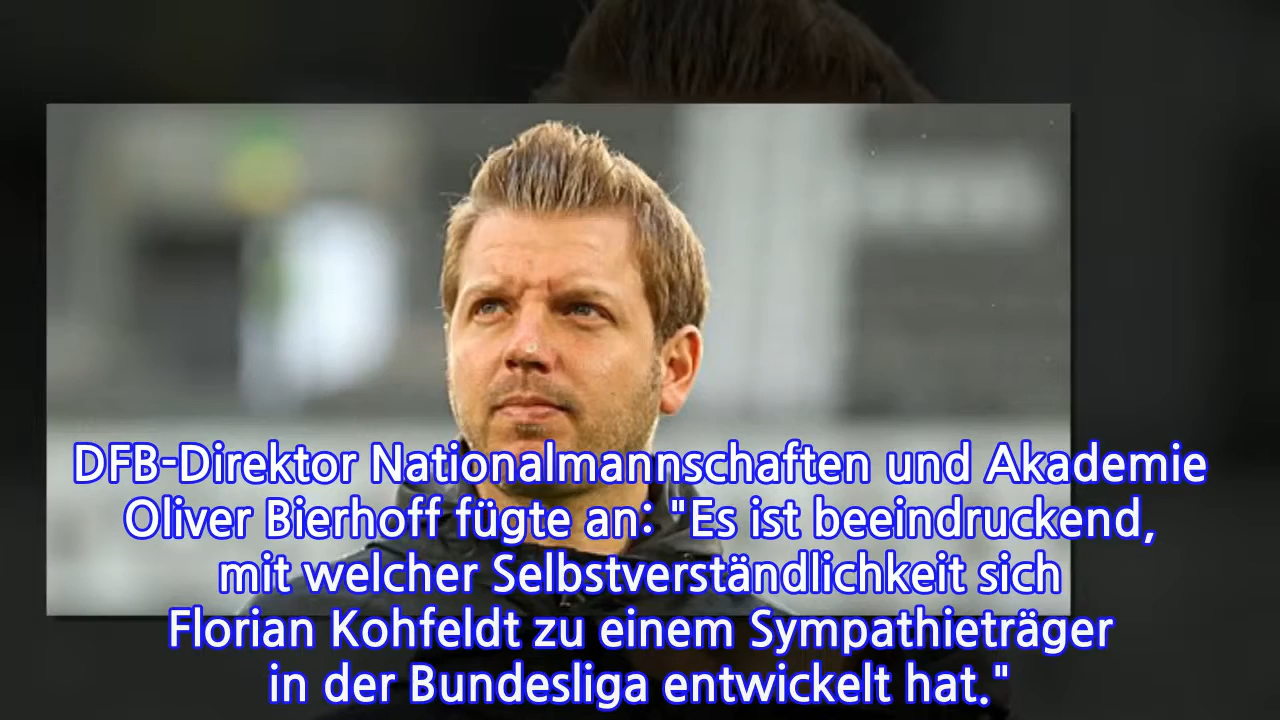 DFB-Direktor Nationalmannschaften und Akademie
Oliver Bierhoff fügte an: "Es ist beeindruckend,
mit welcher Selbstverständlichkeit sich
Florian Kohfeldt zu einem Sympathieträger
in der Bundesliga entwickelt hat."